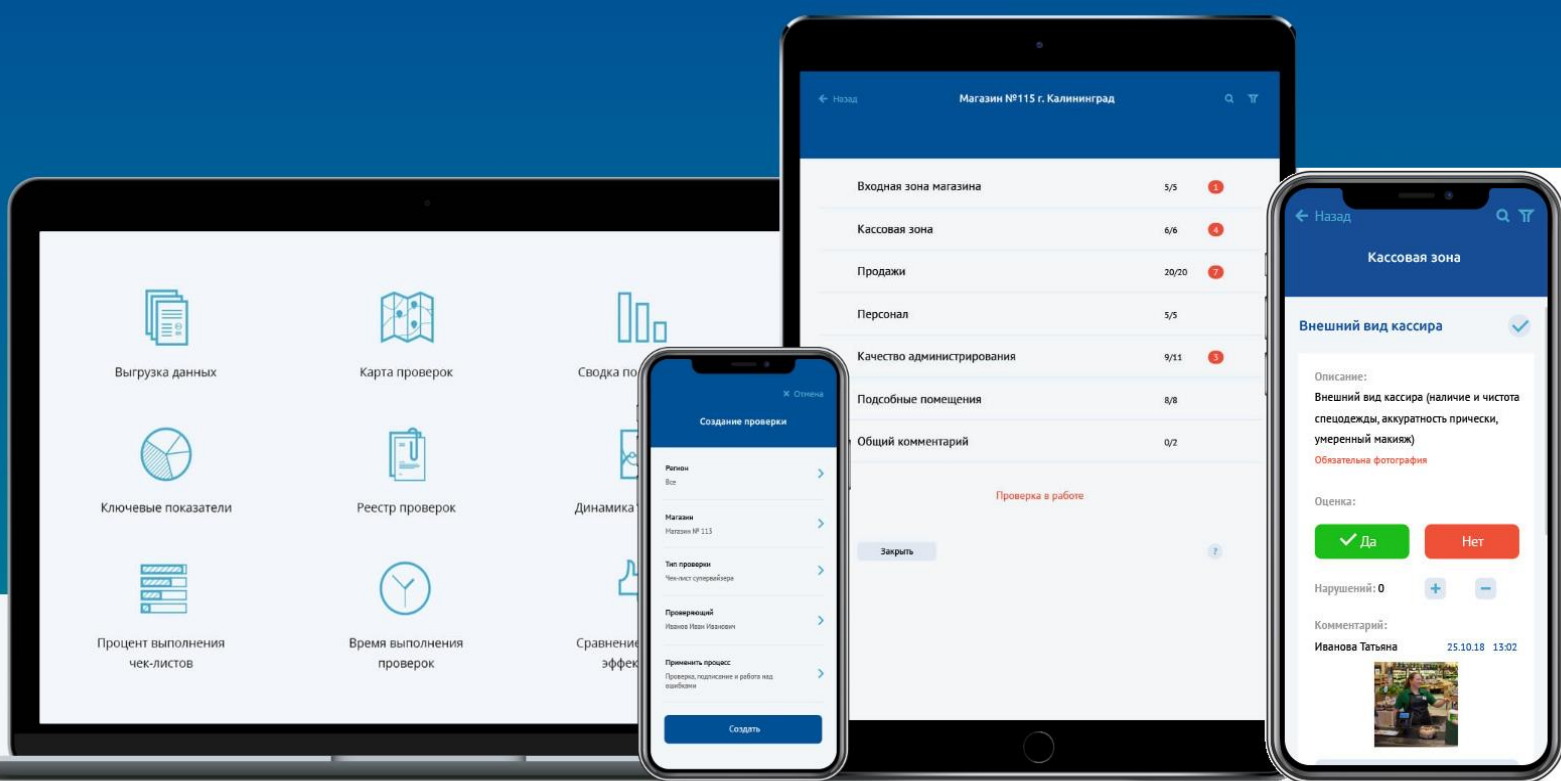 Выгрузка данных
Карта проверок
Сводка по
Ключевые показатели
Реестр проверок
Динамика
Процент выполнения
чек-листов
Время выполнения
проверок
Сравнение
эффек
× Отмена
Создание проверки
Регион
Все
Магазин
Магазин № 113
Тип проверки
Чек-лист супервайзера
Проверяющий
Иванов Иван Иванович
Применить процесс
Проверка, подписание и работа над
ошибками
Создать
← Назад
Магазин №115 г. Калининград
Входная зона магазина 5/5 1
Кассовая зона 6/6 4
Продажи 20/20 7
Персонал 5/5
Качество администрирования 9/11 3
Подсобные помещения 8/8
Общий комментарий 0/2
Проверка в работе
Закрыть ?
← Назад
Кассовая зона
Внешний вид кассира
Описание:
Внешний вид кассира (наличие и чистота
спецодежды, аккуратность прически,
умеренный макияж)
Обязательна фотография
Оценка:
Да Нет
Нарушений: 0 + −
Комментарий:
Иванова Татьяна 25.10.18 13:02